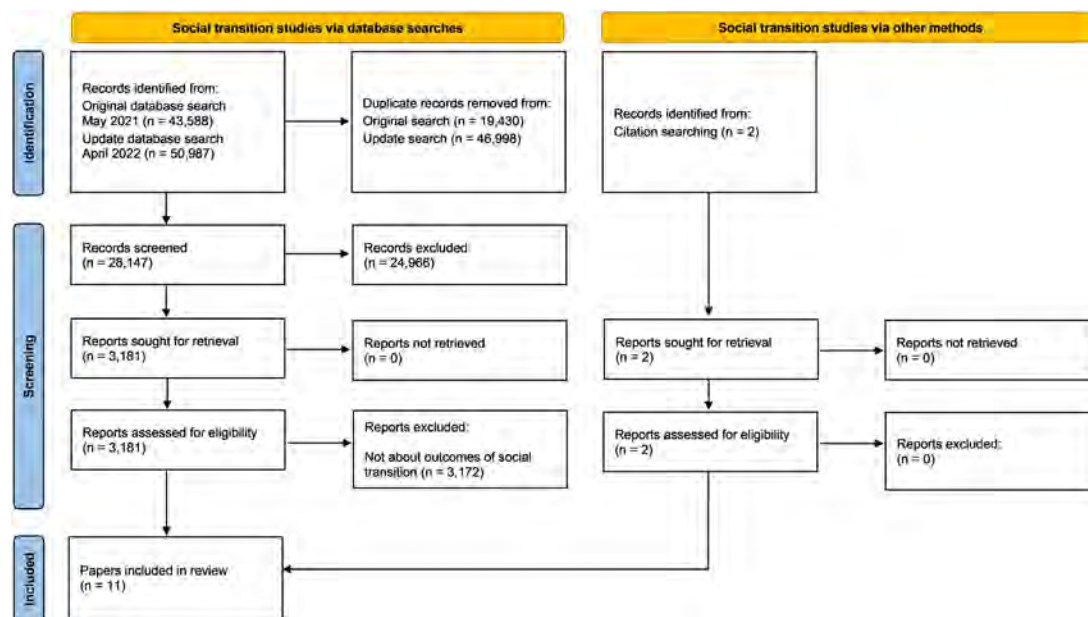 Social transition studies via database searches
Social transition studies via other methods
Identification
Records identified from:
Original database search
May 2021 (n = 43,588)
Update database search
April 2022 (n = 50,987)
Duplicate records removed from:
Original search (n = 19,430)
Update search (n = 46,998)
Records identified from:
Citation searching (n = 2)
Screening
Records screened
(n = 28,147)
Records excluded
(n = 24,966)
Reports sought for retrieval
(n = 3,181)
Reports not retrieved
(n = 0)
Reports sought for retrieval
(n = 2)
Reports not retrieved
(n = 0)
Reports assessed for eligibility
(n = 3,181)
Reports excluded:
Not about outcomes of social
transition (n = 3,172)
Reports assessed for eligibility
(n = 2)
Reports excluded:
(n = 0)
Included
Papers included in review
(n = 11)